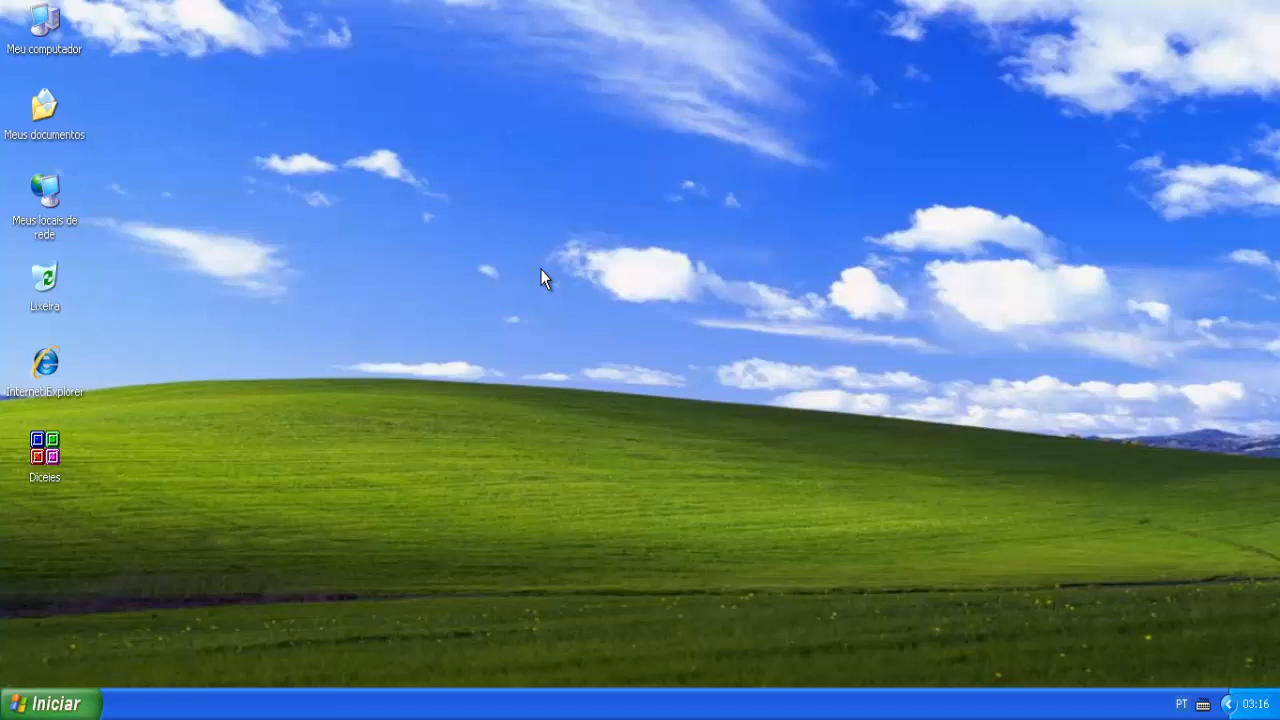 Meu computador
Meus documentos
Meus locais de
rede
Lixeira
Internet Explorer
Diceies
Iniciar
PT
03:16